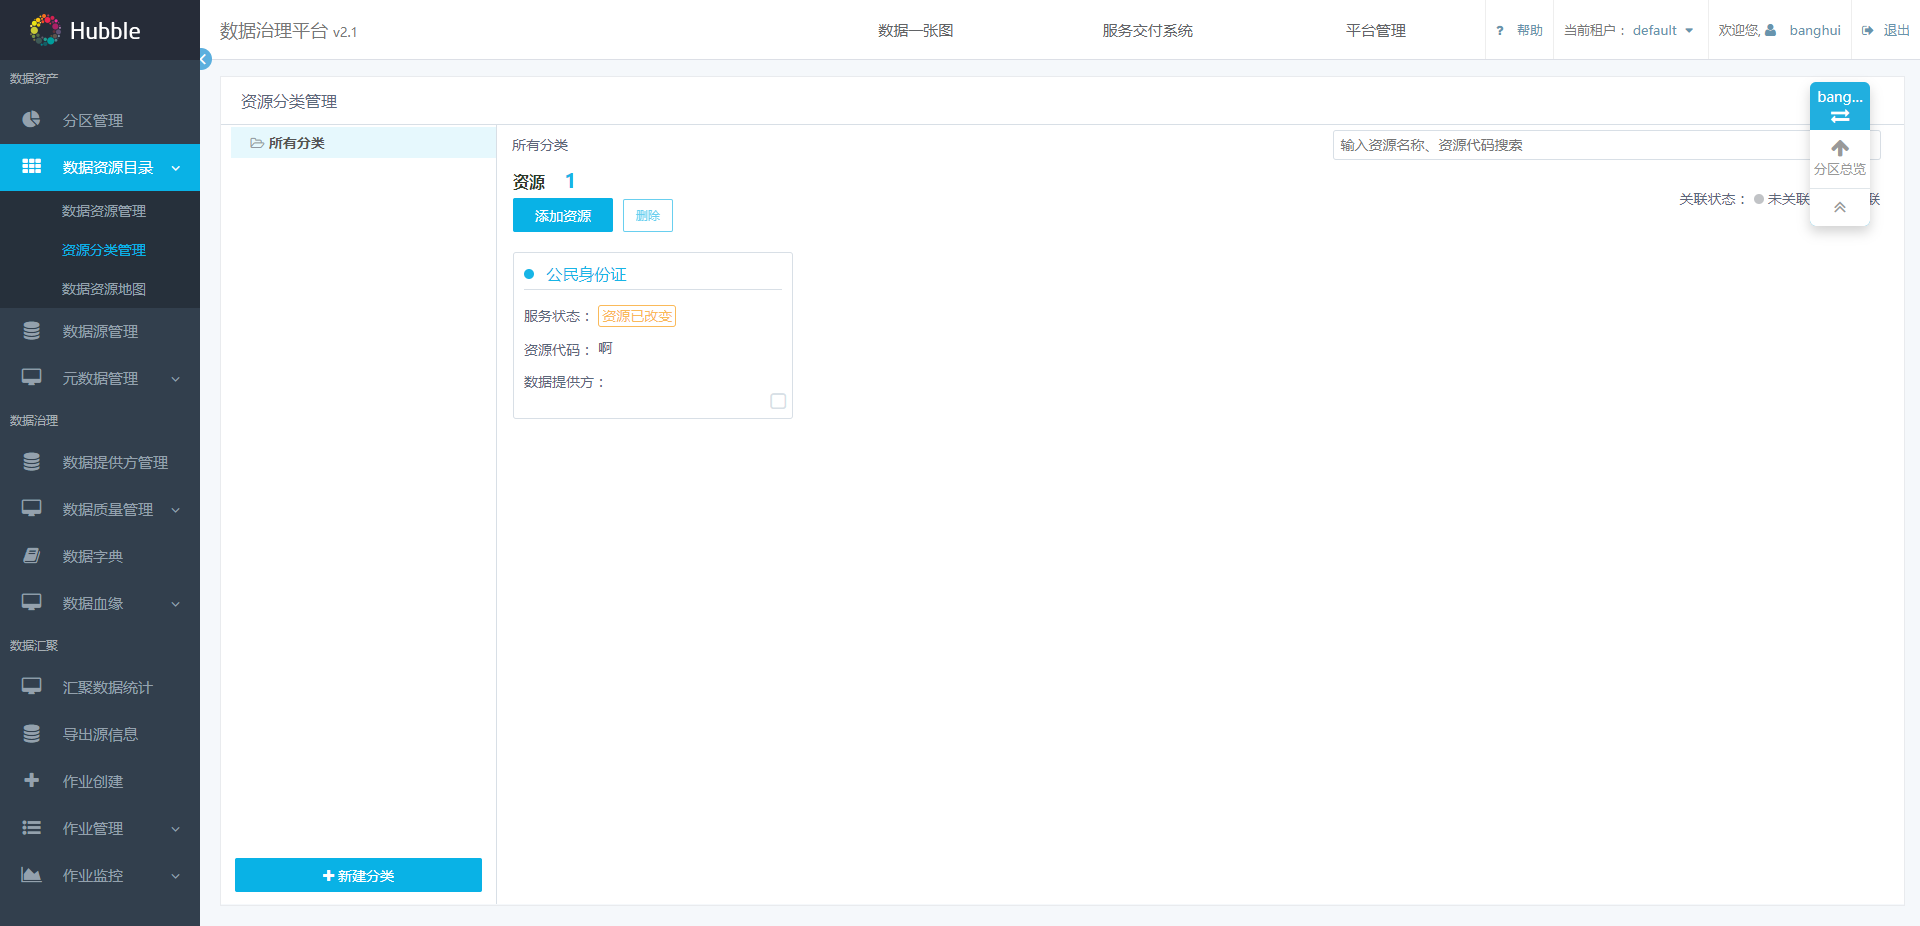 Hubble
数据治理平台 v2.1
数据一张图
服务交付系统
平台管理
? 帮助
当前租户： default
欢迎您, banghui
退出
数据资产
分区管理
数据资源目录
数据资源管理
资源分类管理
数据资源地图
数据源管理
元数据管理
数据治理
数据提供方管理
数据质量管理
数据字典
数据血缘
数据汇聚
汇聚数据统计
导出源信息
作业创建
作业管理
作业监控
资源分类管理
所有分类
新建分类
所有分类
输入资源名称、资源代码搜索
资源 1
添加资源
删除
关联状态： 未关联
联
公民身份证
服务状态： 资源已改变
资源代码： 啊
数据提供方：
bang...
分区总览